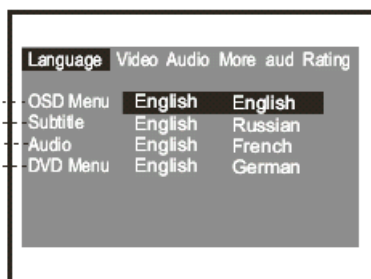 Language Video Audio More aud Rating
OSD Menu English English
Subtitle English Russian
Audio English French
DVD Menu English German